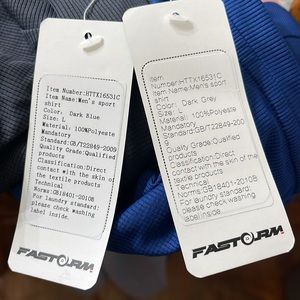 Item Number:HTTX16531C
Item Name:Men's sport
shirt
Color: Dark Blue
Size: L
Material: 100%Polyeste
Mandatory
Standard:GB/T22849-2009
Quality Grade:Qualified
products
Classification:Direct
contact with the skin o
the textile products
Technical
Norms:GB18401-2010B
For laundry standard:
please check washing
label inside.
FASTORM
Item
Number:HTTX16531C
Item Name:Men's sport
shirt
Color: Dark Grey
Size: L
Material: 100%Polyeste
Mandatory
Standard:GB/T22849-2009
Quality Grade:Qualified
products
Classification:Direct
contact with the skin of the
textile products
Technical
Norms:GB18401-2010B
For laundry standard:
please check washing
label inside.
FASTORM